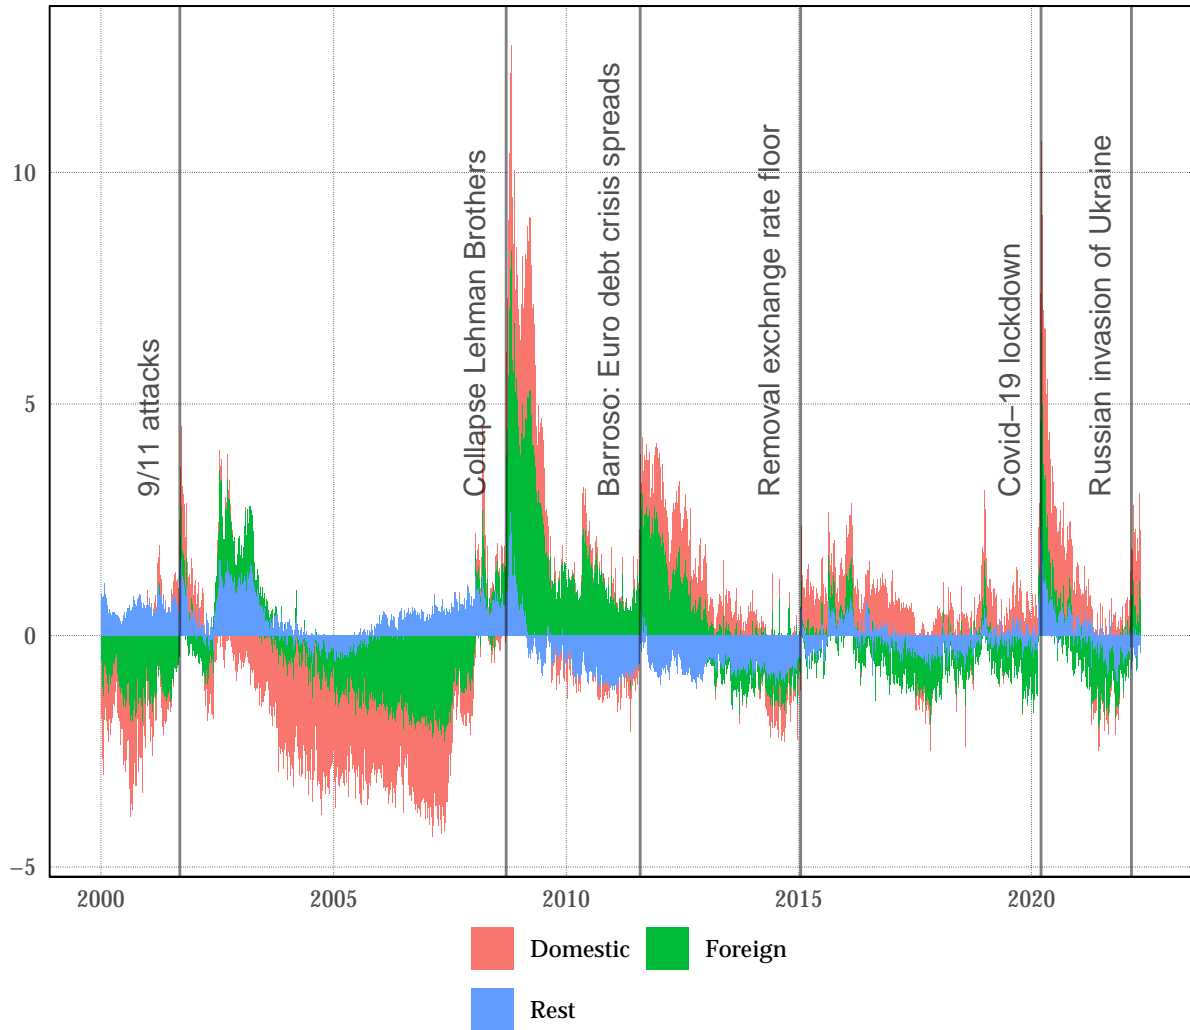 10
5
0
−5
9/11 attacks
Collapse Lehman Brothers
Barroso: Euro debt crisis spreads
Removal exchange rate floor
Covid−19 lockdown
Russian invasion of Ukraine
2000 2005 2010 2015 2020
Domestic Foreign
Rest